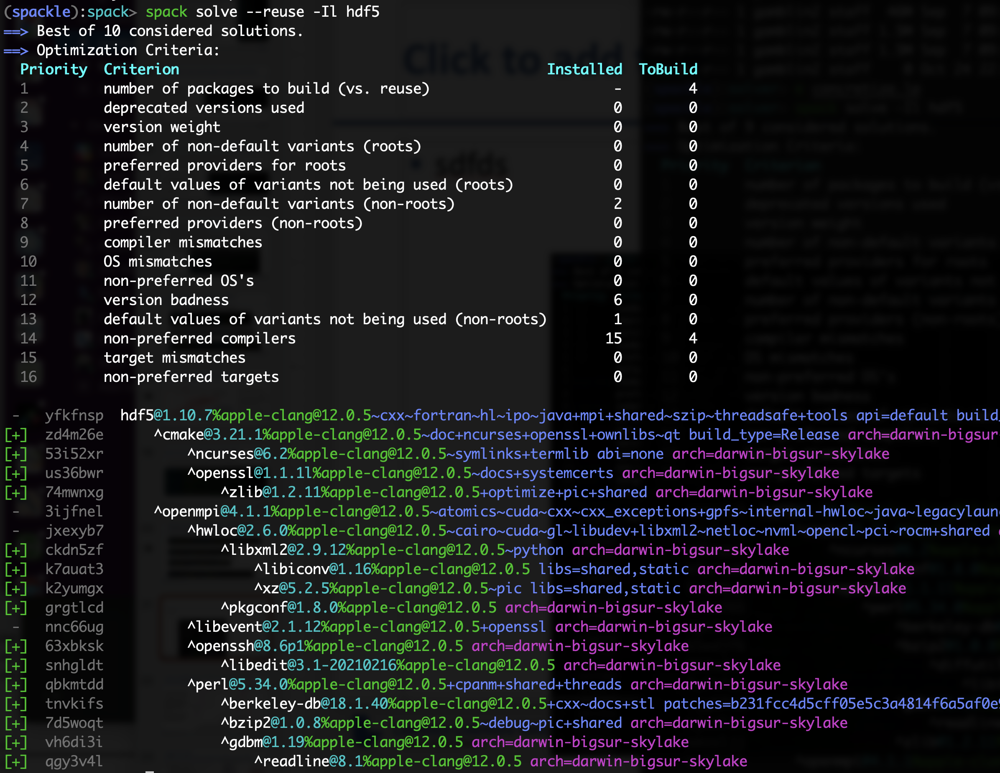 (spackle):spack> spack solve --reuse -Il hdf5
==> Best of 10 considered solutions.
==> Optimization Criteria:
Priority  Criterion  Installed  ToBuild
1  number of packages to build (vs. reuse)  -  4
2  deprecated versions used  0  0
3  version weight  0  0
4  number of non-default variants (roots)  0  0
5  preferred providers for roots  0  0
6  default values of variants not being used (roots)  0  0
7  number of non-default variants (non-roots)  2  0
8  preferred providers (non-roots)  0  0
9  compiler mismatches  0  0
10  OS mismatches  0  0
11  non-preferred OS's  0  0
12  version badness  6  0
13  default values of variants not being used (non-roots)  1  0
14  non-preferred compilers  15  4
15  target mismatches  0  0
16  non-preferred targets  0  0
-  yfkfnsp  hdf5@1.10.7%apple-clang@12.0.5~cxx~fortran~hl~ipo~java+mpi+shared~szip~threadsafe+tools api=default build
[+]  zd4m26e  ^cmake@3.21.1%apple-clang@12.0.5~doc+ncurses+openssl+ownlibs~qt build_type=Release arch=darwin-bigsur-
[+]  53i52xr  ^ncurses@6.2%apple-clang@12.0.5~symlinks+termlib abi=none arch=darwin-bigsur-skylake
[+]  us36bwr  ^openssl@1.1.1l%apple-clang@12.0.5~docs+systemcerts arch=darwin-bigsur-skylake
[+]  74mwnxg  ^zlib@1.2.11%apple-clang@12.0.5+optimize+pic+shared arch=darwin-bigsur-skylake
-  3ijfnel  ^openmpi@4.1.1%apple-clang@12.0.5~atomics~cuda~cxx~cxx_exceptions+gpfs~internal-hwloc~java~legacylaun
-  jxexyb7  ^hwloc@2.6.0%apple-clang@12.0.5~cairo~cuda~gl~libudev+libxml2~netloc~nvml~opencl~pci~rocm+shared
[+]  ckdn5zf  ^libxml2@2.9.12%apple-clang@12.0.5~python arch=darwin-bigsur-skylake
[+]  k7auat3  ^libiconv@1.16%apple-clang@12.0.5 libs=shared,static arch=darwin-bigsur-skylake
[+]  k2yumgx  ^xz@5.2.5%apple-clang@12.0.5~pic libs=shared,static arch=darwin-bigsur-skylake
[+]  grgtlcd  ^pkgconf@1.8.0%apple-clang@12.0.5 arch=darwin-bigsur-skylake
-  nnc66ug  ^libevent@2.1.12%apple-clang@12.0.5+openssl arch=darwin-bigsur-skylake
[+]  63xbksk  ^openssh@8.6p1%apple-clang@12.0.5 arch=darwin-bigsur-skylake
[+]  snhgldt  ^libedit@3.1-20210216%apple-clang@12.0.5 arch=darwin-bigsur-skylake
[+]  qbkmtdd  ^perl@5.34.0%apple-clang@12.0.5+cpanm+shared+threads arch=darwin-bigsur-skylake
[+]  tnvkifs  ^berkeley-db@18.1.40%apple-clang@12.0.5+cxx~docs+stl patches=b231fcc4d5cff05e5c3a4814f6a5af0e9
[+]  7d5woqt  ^bzip2@1.0.8%apple-clang@12.0.5~debug~pic+shared arch=darwin-bigsur-skylake
[+]  vh6di3i  ^gdbm@1.19%apple-clang@12.0.5 arch=darwin-bigsur-skylake
[+]  qgy3v4l  ^readline@8.1%apple-clang@12.0.5 arch=darwin-bigsur-skylake
Click to add
• sdfds